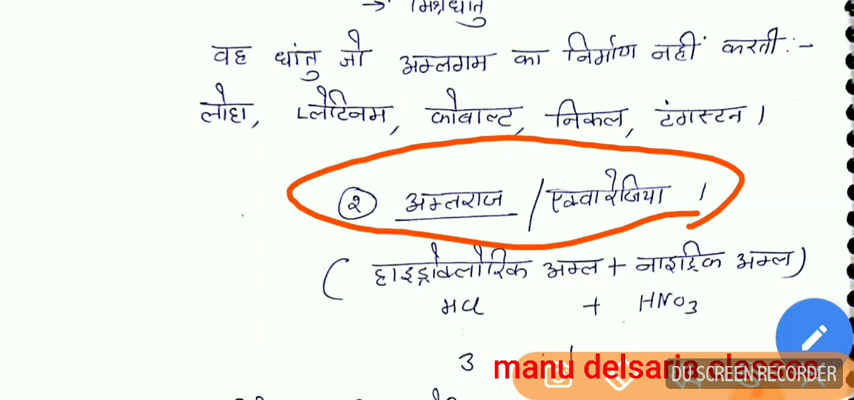 → मिश्रधातु
वह धातु जो अमलगम का निर्माण नहीं करती :-
लोहा, प्लेटिनम, कोबाल्ट, निकल, टंगस्टन।
② अम्लराज / एक्वारेजिया ।
( हाइड्रोक्लोरिक अम्ल + नाइट्रिक अम्ल )
HCl + HNO3
3
manu delsaria classes
DU SCREEN RECORDER